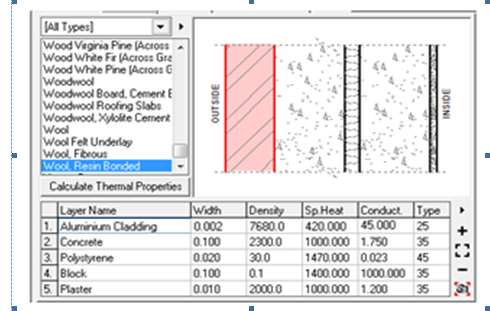 [All Types]
Wood Virginia Pine (Across
Wood White Fir (Across Gra
Wood White Pine (Across G
Woodwool
Woodwool Board, Cement B
Woodwool Roofing Slabs
Woodwool, Xylolite Cement
Wool
Wool Felt Underlay
Wool, Fibrous
Wool, Resin Bonded
Calculate Thermal Properties
OUTSIDE
INSIDE
Layer Name Width Density Sp.Heat Conduct. Type
1. Aluminium Cladding 0.002 7680.0 420.000 45.000 25
2. Concrete 0.100 2300.0 1000.000 1.750 35
3. Polystyrene 0.020 30.0 1470.000 0.023 45
4. Block 0.100 0.1 1400.000 1000.000 35
5. Plaster 0.010 2000.0 1000.000 1.200 35